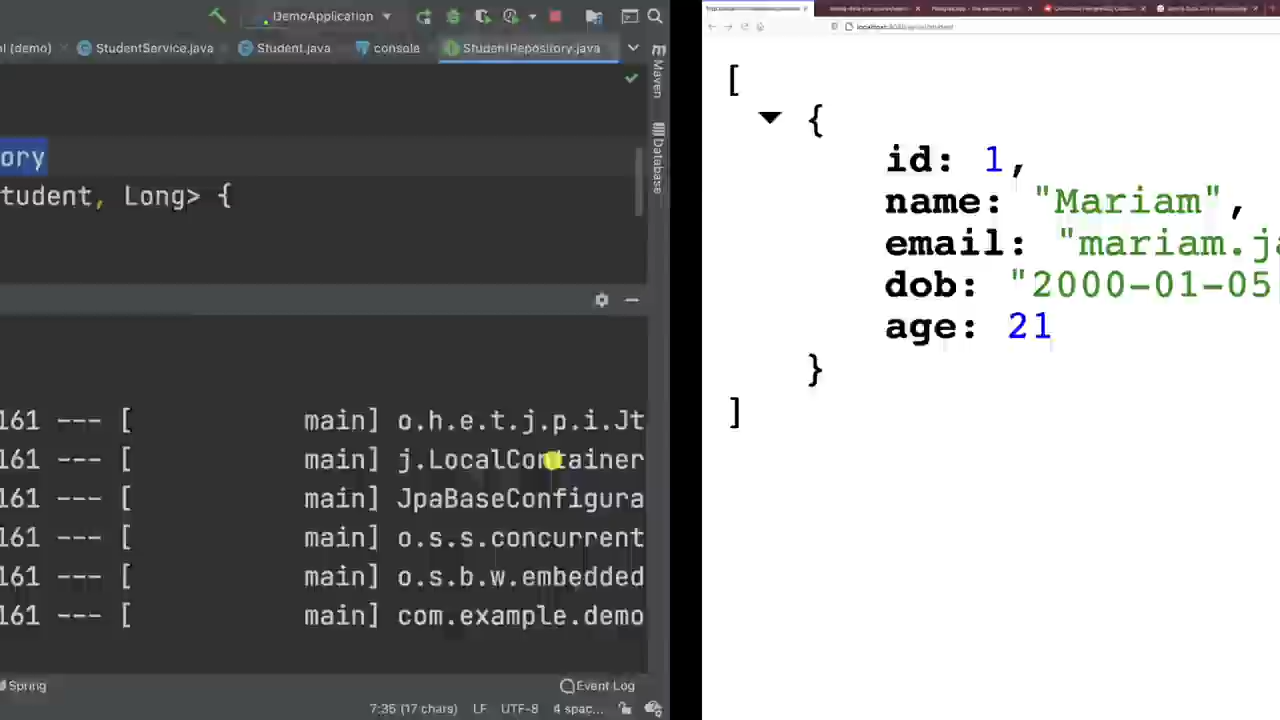 DemoApplication
ml (demo)
StudentService.java
Student.java
console
StudentRepository.java
Maven
Database
ory
tudent, Long> {
161 --- [ main] o.h.e.t.j.p.i.Jt
161 --- [ main] j.LocalContainer
161 --- [ main] JpaBaseConfigura
161 --- [ main] o.s.s.concurrent
161 --- [ main] o.s.b.w.embedded
161 --- [ main] com.example.demo
Spring
Event Log
7:36 (17 chars) LF UTF-8 4 spac...
[
{
id: 1,
name: "Mariam",
email: "mariam.ja
dob: "2000-01-05
age: 21
}
]